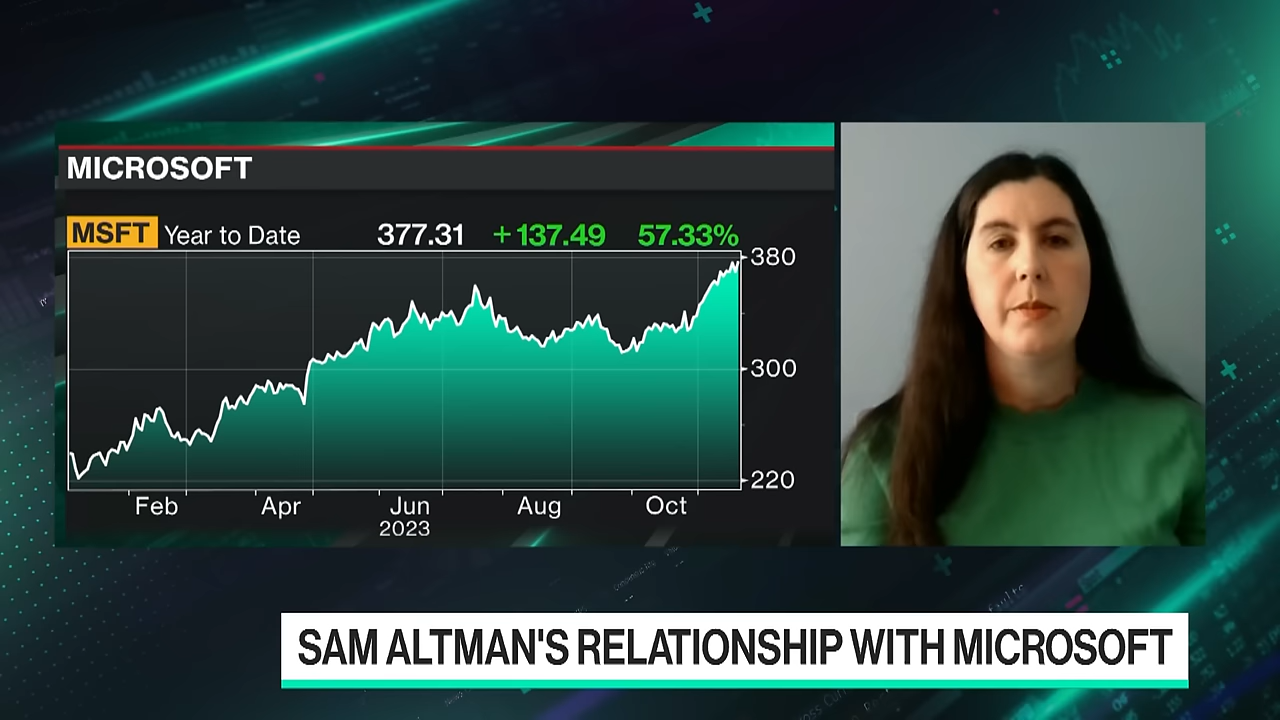 MICROSOFT
MSFT Year to Date 377.31 +137.49 57.33%
380
300
220
Feb Apr Jun Aug Oct
2023
SAM ALTMAN'S RELATIONSHIP WITH MICROSOFT